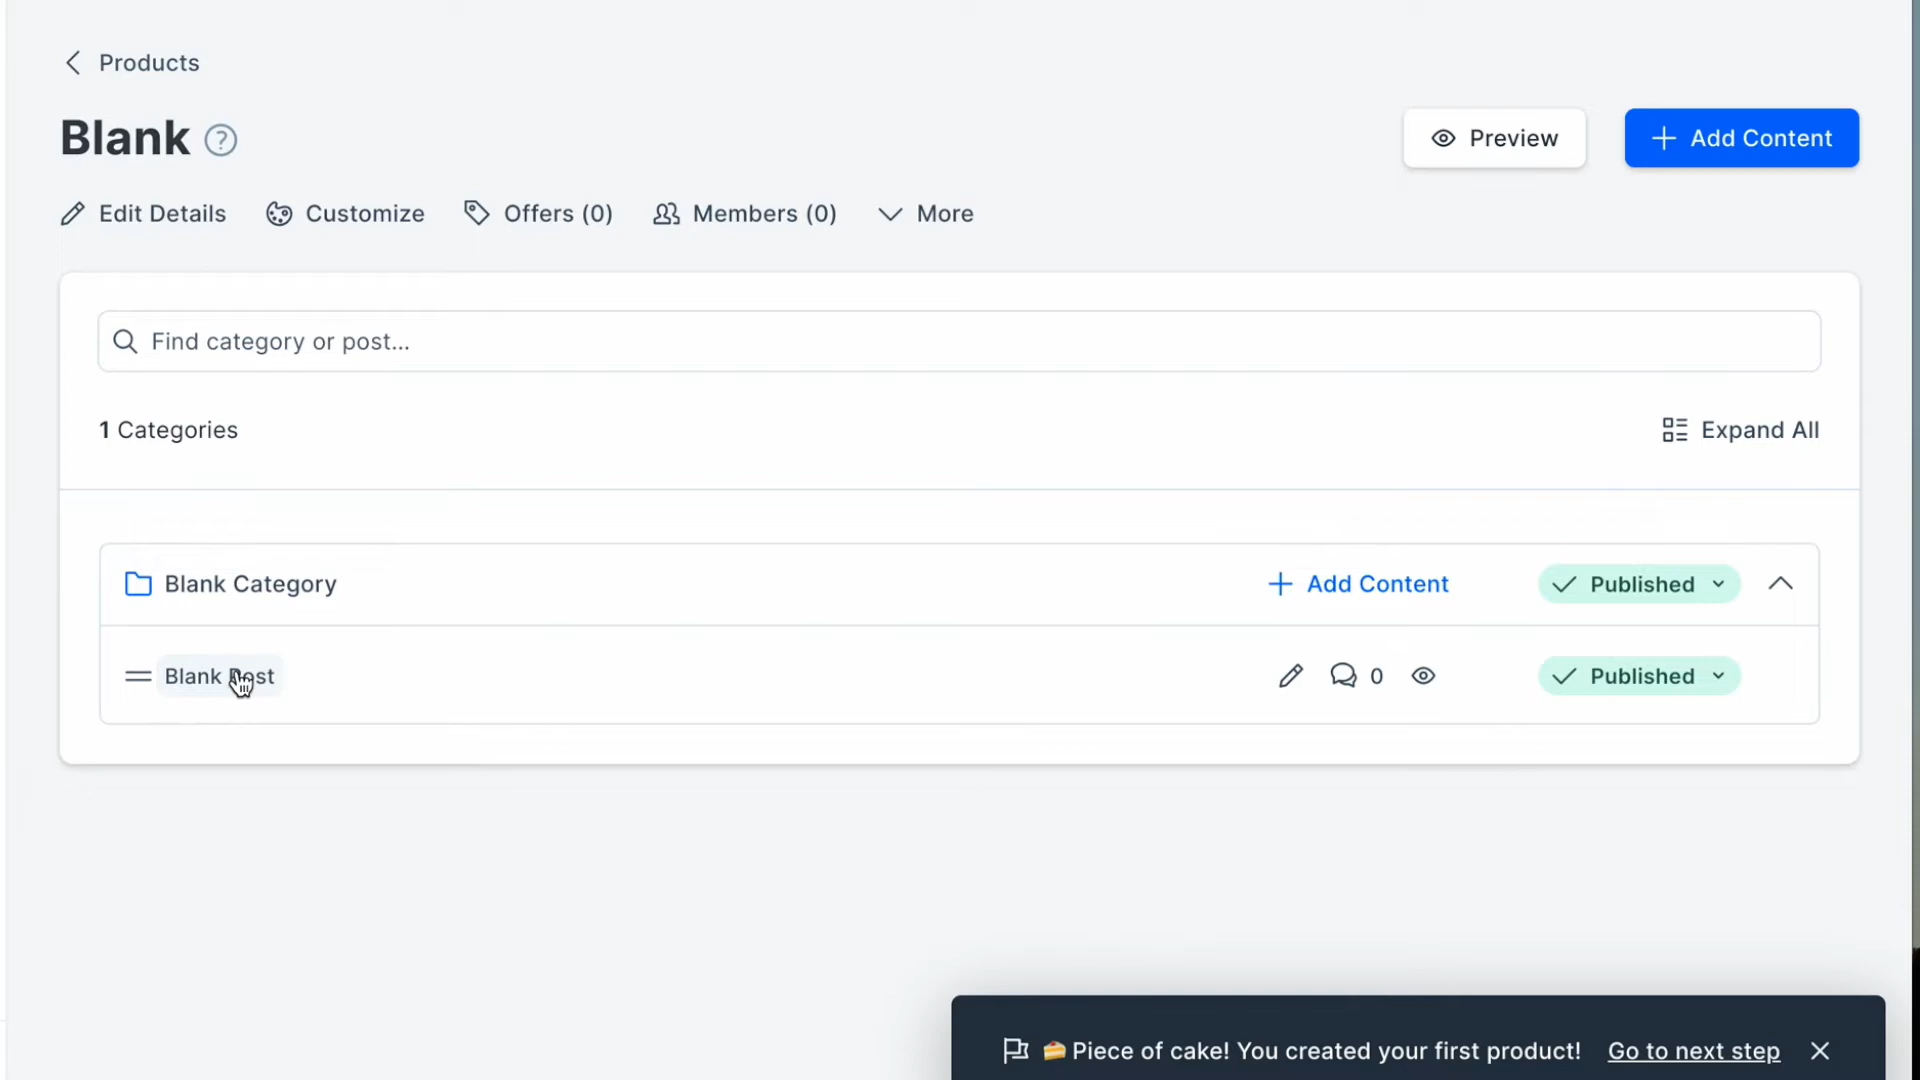 Products
Blank
Preview
Add Content
Edit Details
Customize
Offers (0)
Members (0)
More
Find category or post...
1 Categories
Expand All
Blank Category
Add Content
Published
Blank Post
0
Published
Piece of cake! You created your first product!
Go to next step